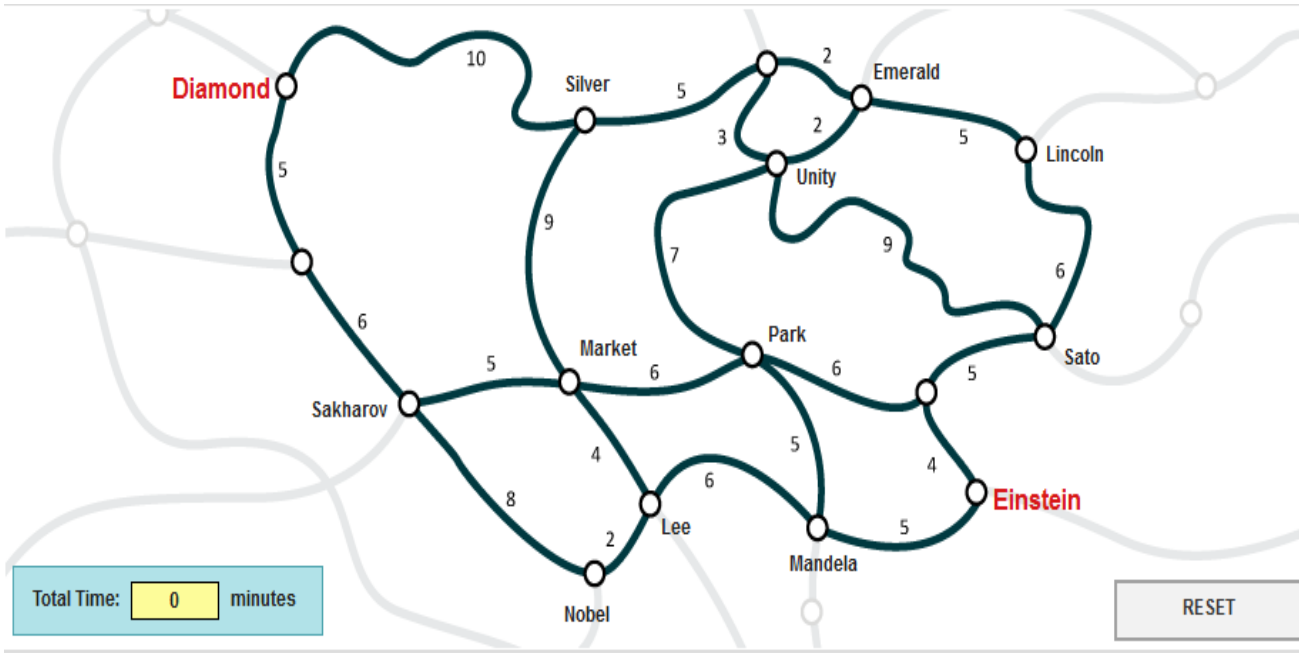 2
Emerald
10
Diamond
Silver
5
3
2
5
Lincoln
5
Unity
9
7
9
6
6
Market
Park
5
6
6
5
Sato
Sakharov
4
5
4
8
6
Lee
Einstein
2
5
Mandela
Nobel
Total Time: 0 minutes
RESET